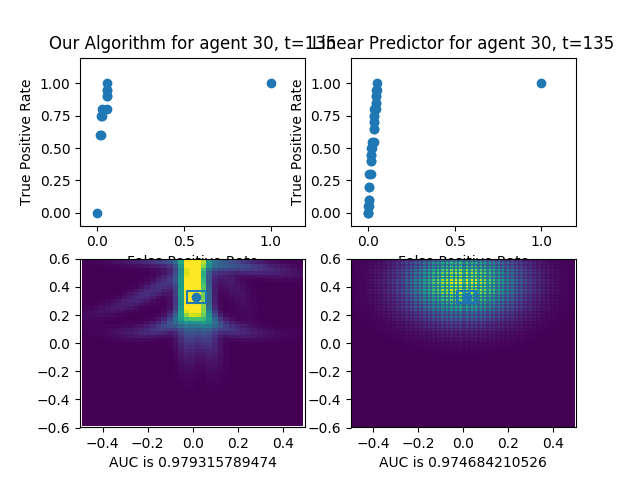 Our Algorithm for agent 30, t=135
Linear Predictor for agent 30, t=135
True Positive Rate
1.00
0.75
0.50
0.25
0.00
0.0 0.5 1.0
False Positive Rate
True Positive Rate
1.00
0.75
0.50
0.25
0.00
0.0 0.5 1.0
False Positive Rate
0.6
0.4
0.2
0.0
−0.2
−0.4
−0.6
−0.4 −0.2 0.0 0.2 0.4
AUC is 0.979315789474
0.6
0.4
0.2
0.0
−0.2
−0.4
−0.6
−0.4 −0.2 0.0 0.2 0.4
AUC is 0.974684210526